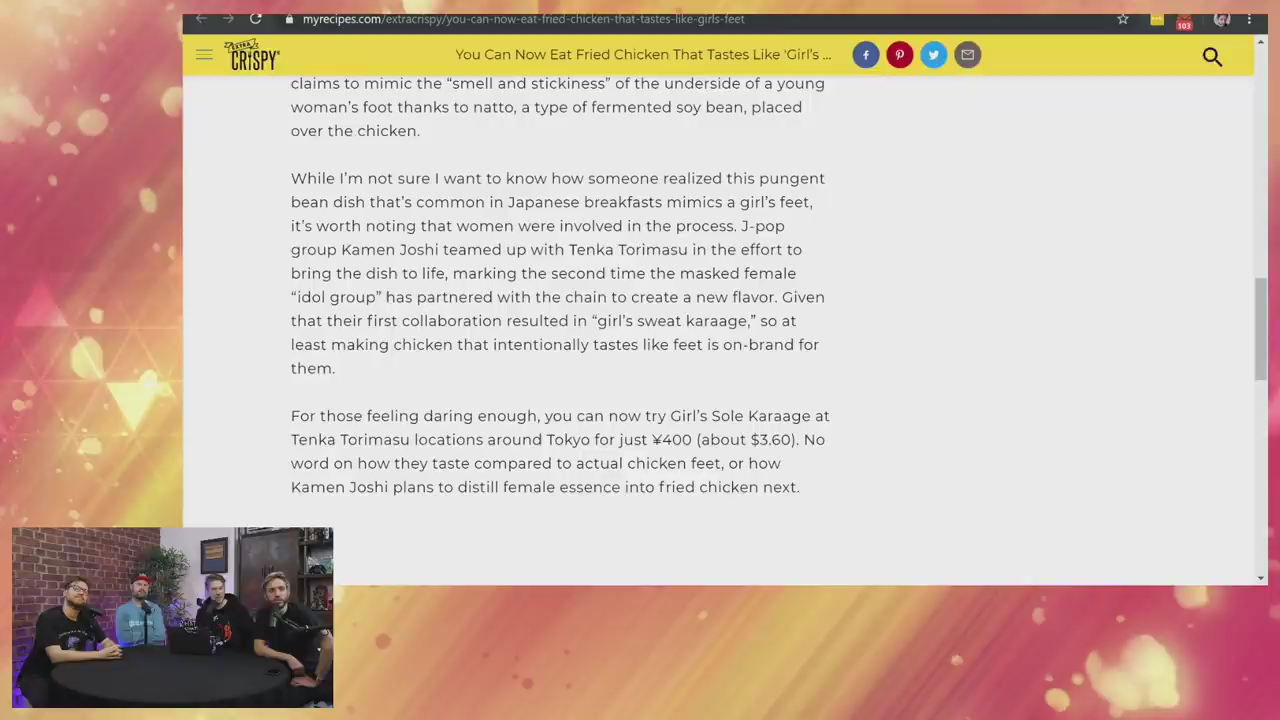 myrecipes.com/extracrispy/you-can-now-eat-fried-chicken-that-tastes-like-girls-feet
103
EXTRA
CRISPY
You Can Now Eat Fried Chicken That Tastes Like 'Girl's ...
claims to mimic the “smell and stickiness” of the underside of a young
woman’s foot thanks to natto, a type of fermented soy bean, placed
over the chicken.
While I’m not sure I want to know how someone realized this pungent
bean dish that’s common in Japanese breakfasts mimics a girl’s feet,
it’s worth noting that women were involved in the process. J-pop
group Kamen Joshi teamed up with Tenka Torimasu in the effort to
bring the dish to life, marking the second time the masked female
“idol group” has partnered with the chain to create a new flavor. Given
that their first collaboration resulted in “girl’s sweat karaage,” so at
least making chicken that intentionally tastes like feet is on-brand for
them.
For those feeling daring enough, you can now try Girl’s Sole Karaage at
Tenka Torimasu locations around Tokyo for just ¥400 (about $3.60). No
word on how they taste compared to actual chicken feet, or how
Kamen Joshi plans to distill female essence into fried chicken next.